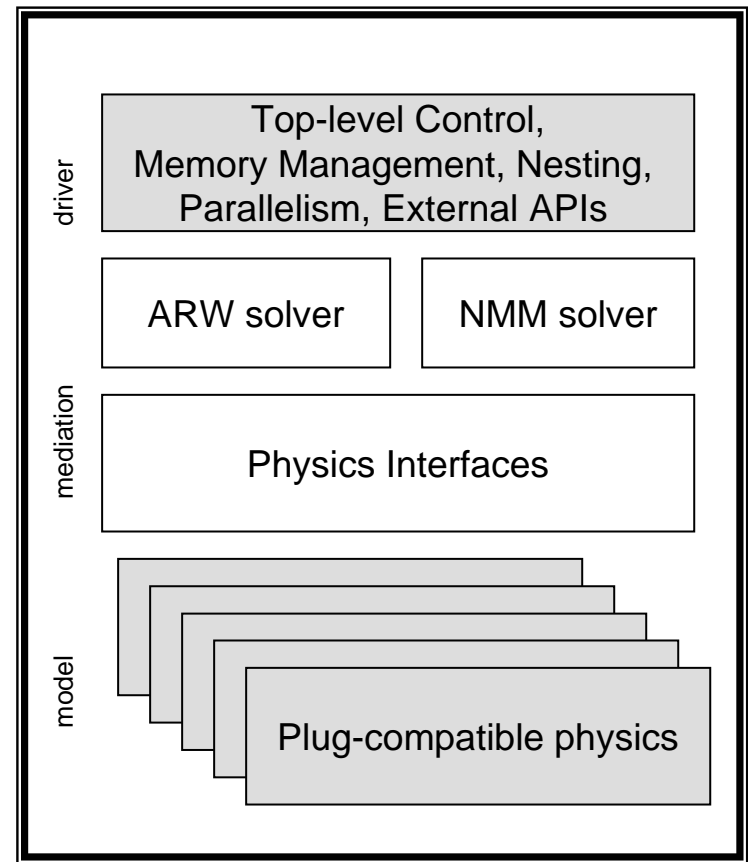 driver
Top-level Control,
Memory Management, Nesting,
Parallelism, External APIs
ARW solver
NMM solver
mediation
Physics Interfaces
model
Plug-compatible physics